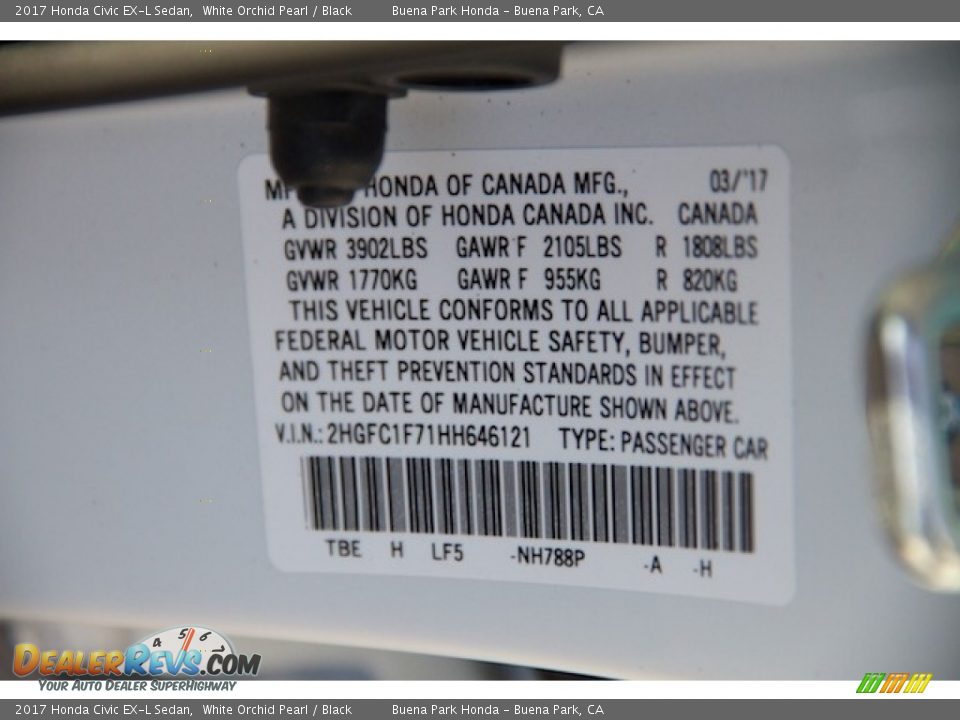 2017 Honda Civic EX-L Sedan, White Orchid Pearl / Black Buena Park Honda - Buena Park, CA
HONDA OF CANADA MFG., 03/'17
A DIVISION OF HONDA CANADA INC. CANADA
GVWR 3902LBS GAWR F 2105LBS R 1808LBS
GVWR 1770KG GAWR F 955KG R 820KG
THIS VEHICLE CONFORMS TO ALL APPLICABLE
FEDERAL MOTOR VEHICLE SAFETY, BUMPER,
AND THEFT PREVENTION STANDARDS IN EFFECT
ON THE DATE OF MANUFACTURE SHOWN ABOVE.
V.I.N.: 2HGFC1F71HH646121 TYPE: PASSENGER CAR
TBE H LF5 -NH788P -A -H
4 5 6
DEALERREVS.COM
YOUR AUTO DEALER SUPERHIGHWAY
2017 Honda Civic EX-L Sedan, White Orchid Pearl / Black Buena Park Honda - Buena Park, CA